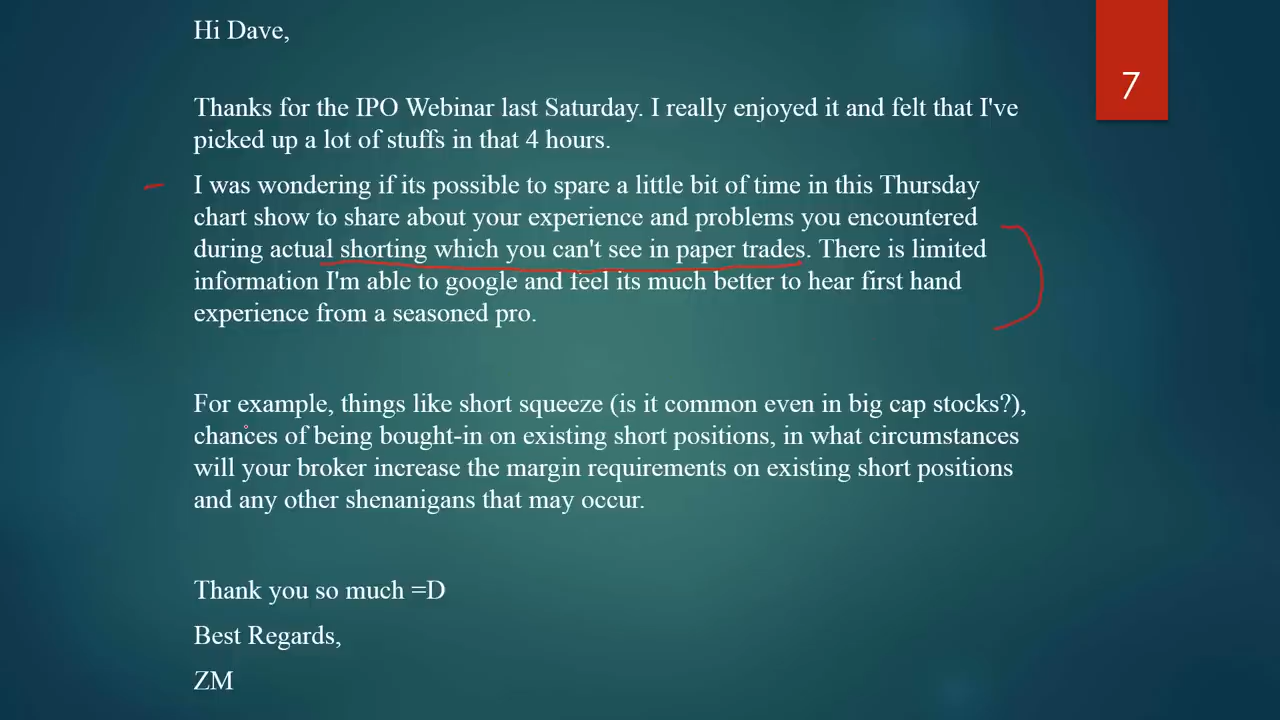 Hi Dave,
7
Thanks for the IPO Webinar last Saturday. I really enjoyed it and felt that I've
picked up a lot of stuffs in that 4 hours.
I was wondering if its possible to spare a little bit of time in this Thursday
chart show to share about your experience and problems you encountered
during actual shorting which you can't see in paper trades. There is limited
information I'm able to google and feel its much better to hear first hand
experience from a seasoned pro.
For example, things like short squeeze (is it common even in big cap stocks?),
chances of being bought-in on existing short positions, in what circumstances
will your broker increase the margin requirements on existing short positions
and any other shenanigans that may occur.
Thank you so much =D
Best Regards,
ZM